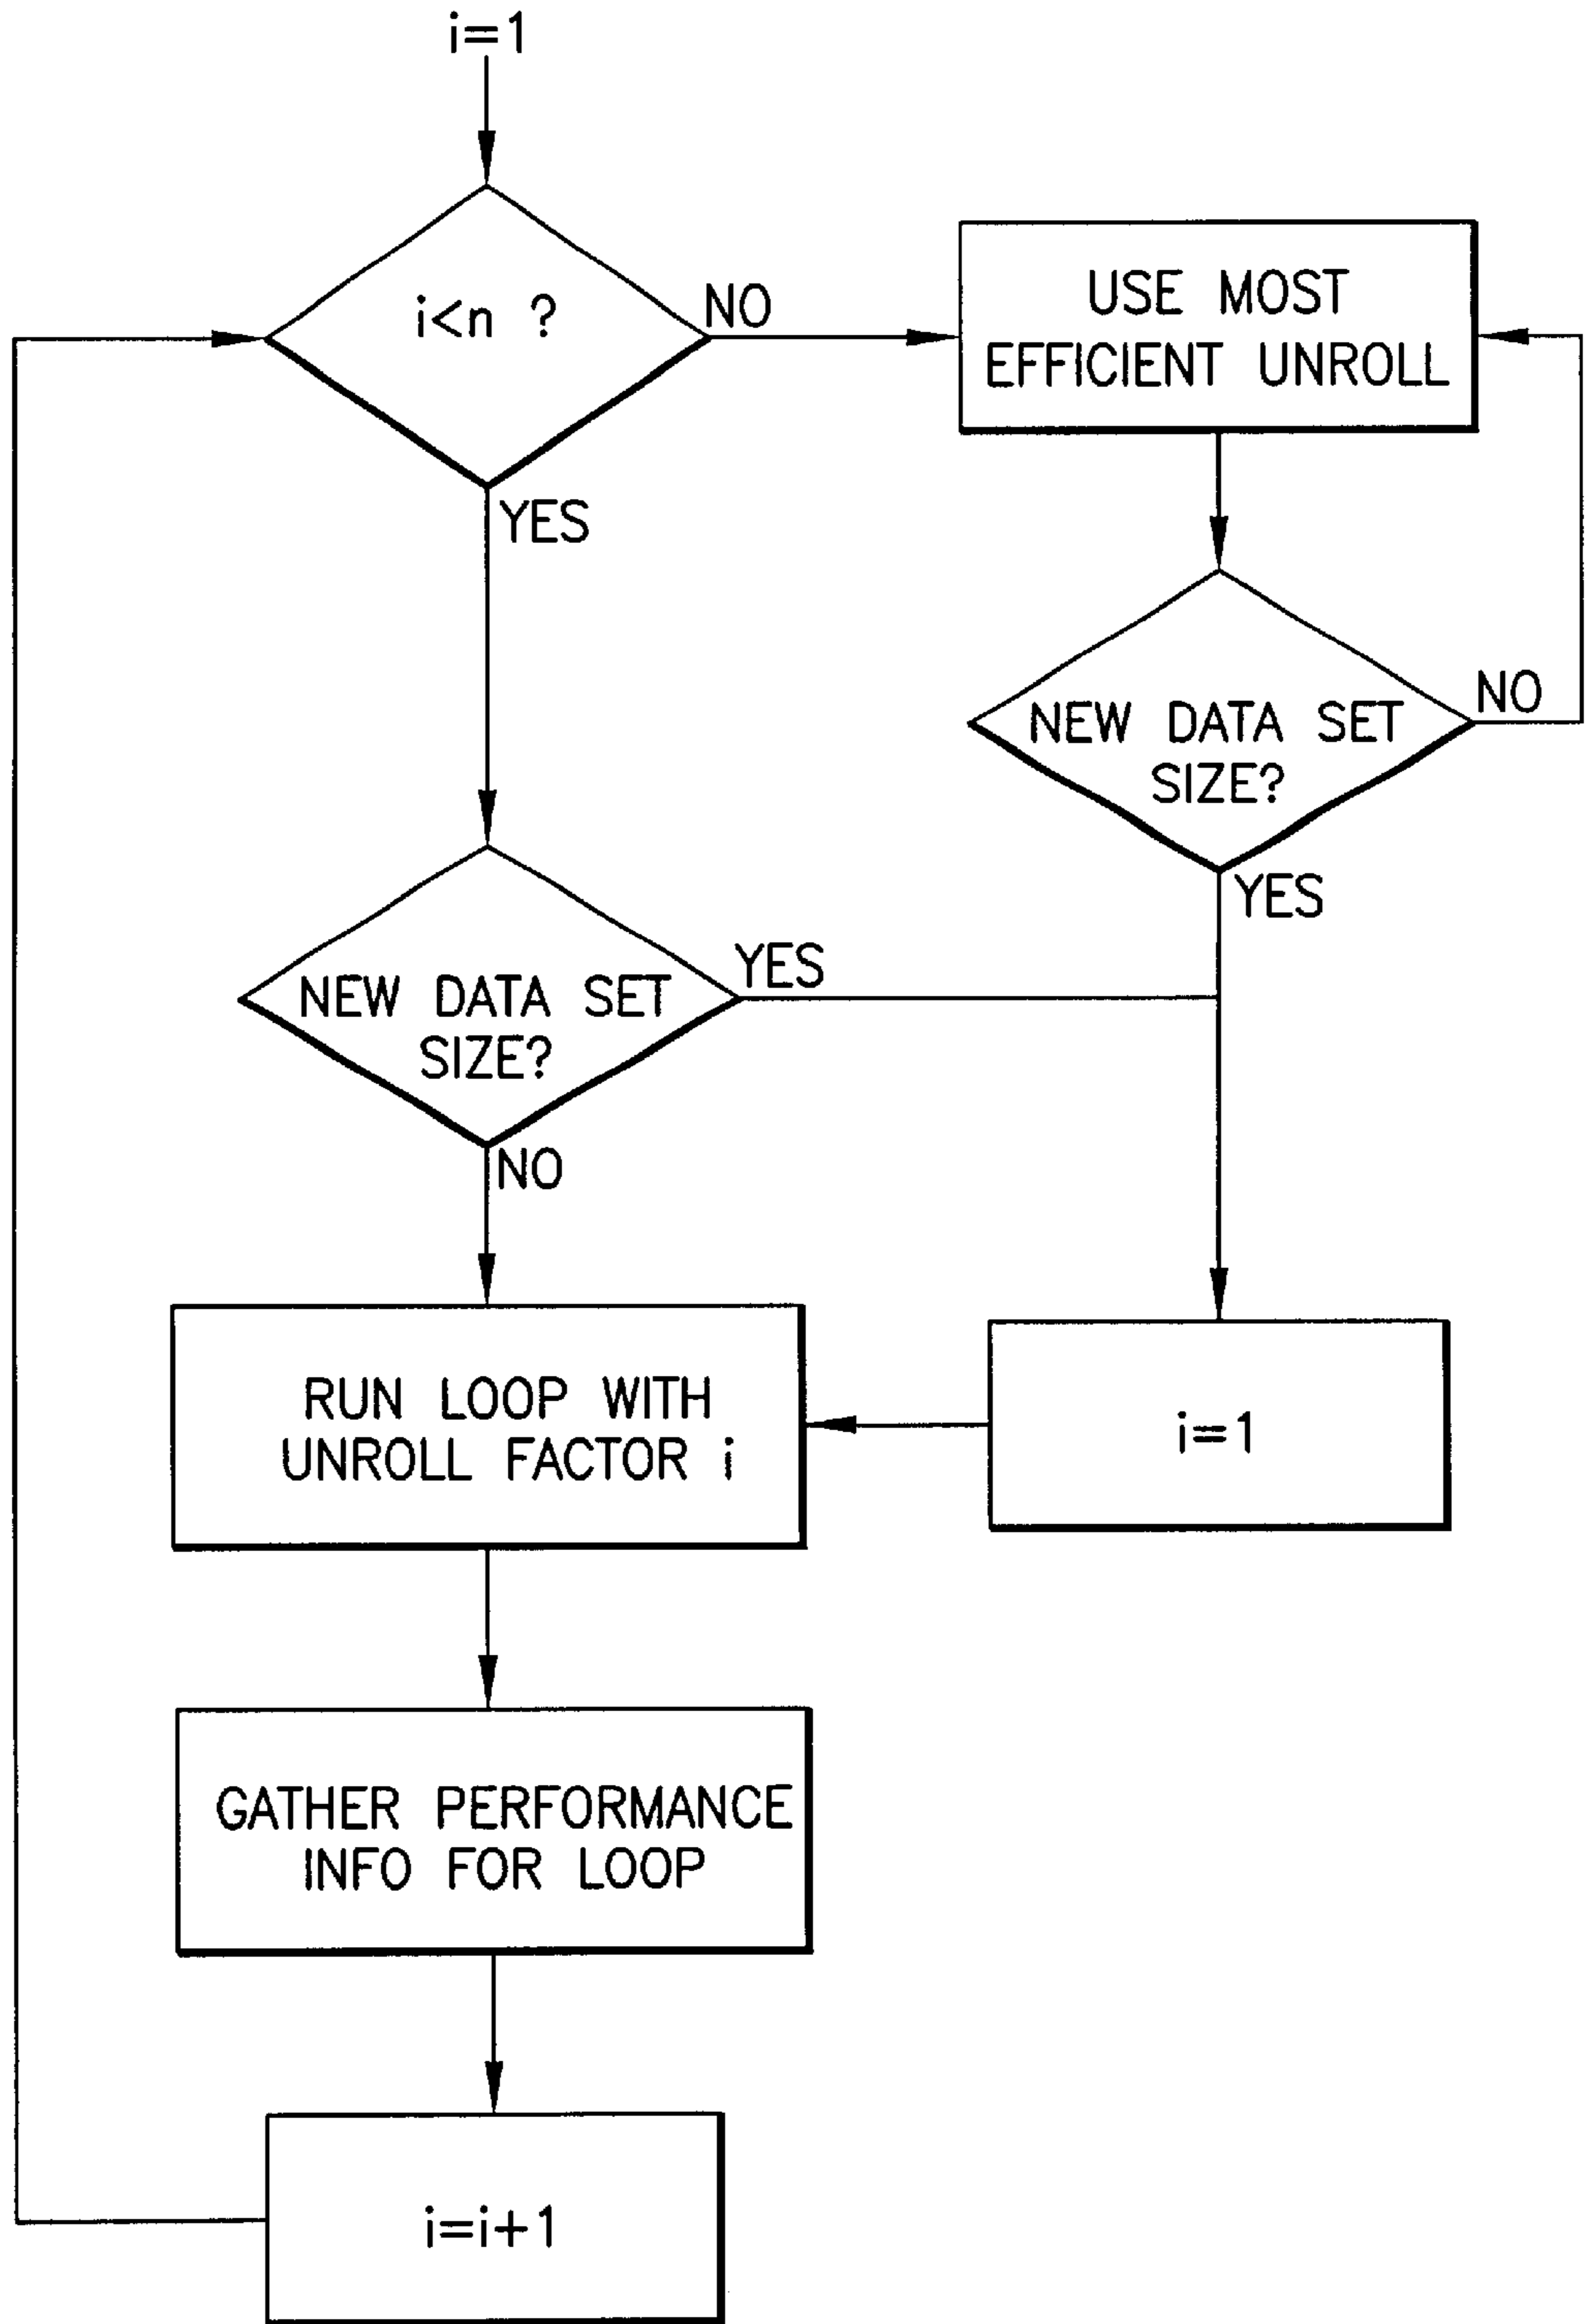 i=1
i<n ?
NO
USE MOST
EFFICIENT UNROLL
YES
NEW DATA SET
SIZE?
NO
YES
NEW DATA SET
SIZE?
YES
NO
RUN LOOP WITH
UNROLL FACTOR i
i=1
GATHER PERFORMANCE
INFO FOR LOOP
i=i+1